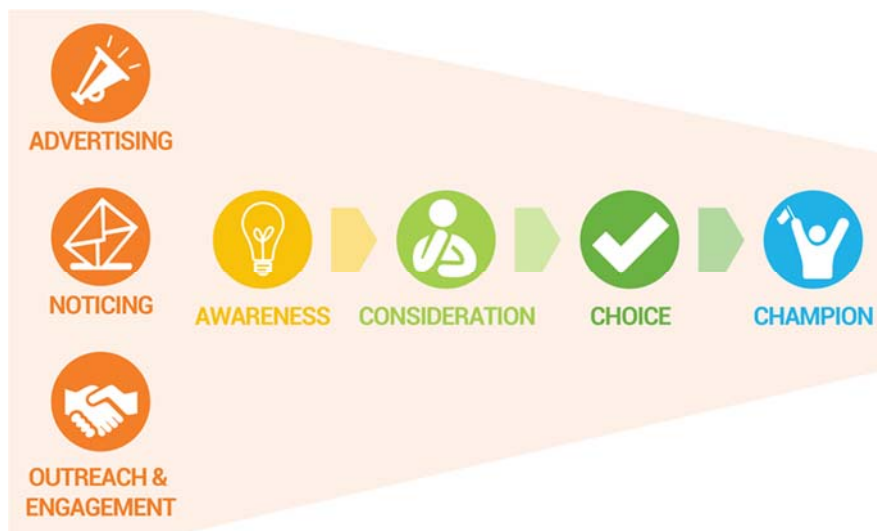 ADVERTISING
NOTICING
OUTREACH &
ENGAGEMENT
AWARENESS
CONSIDERATION
CHOICE
CHAMPION